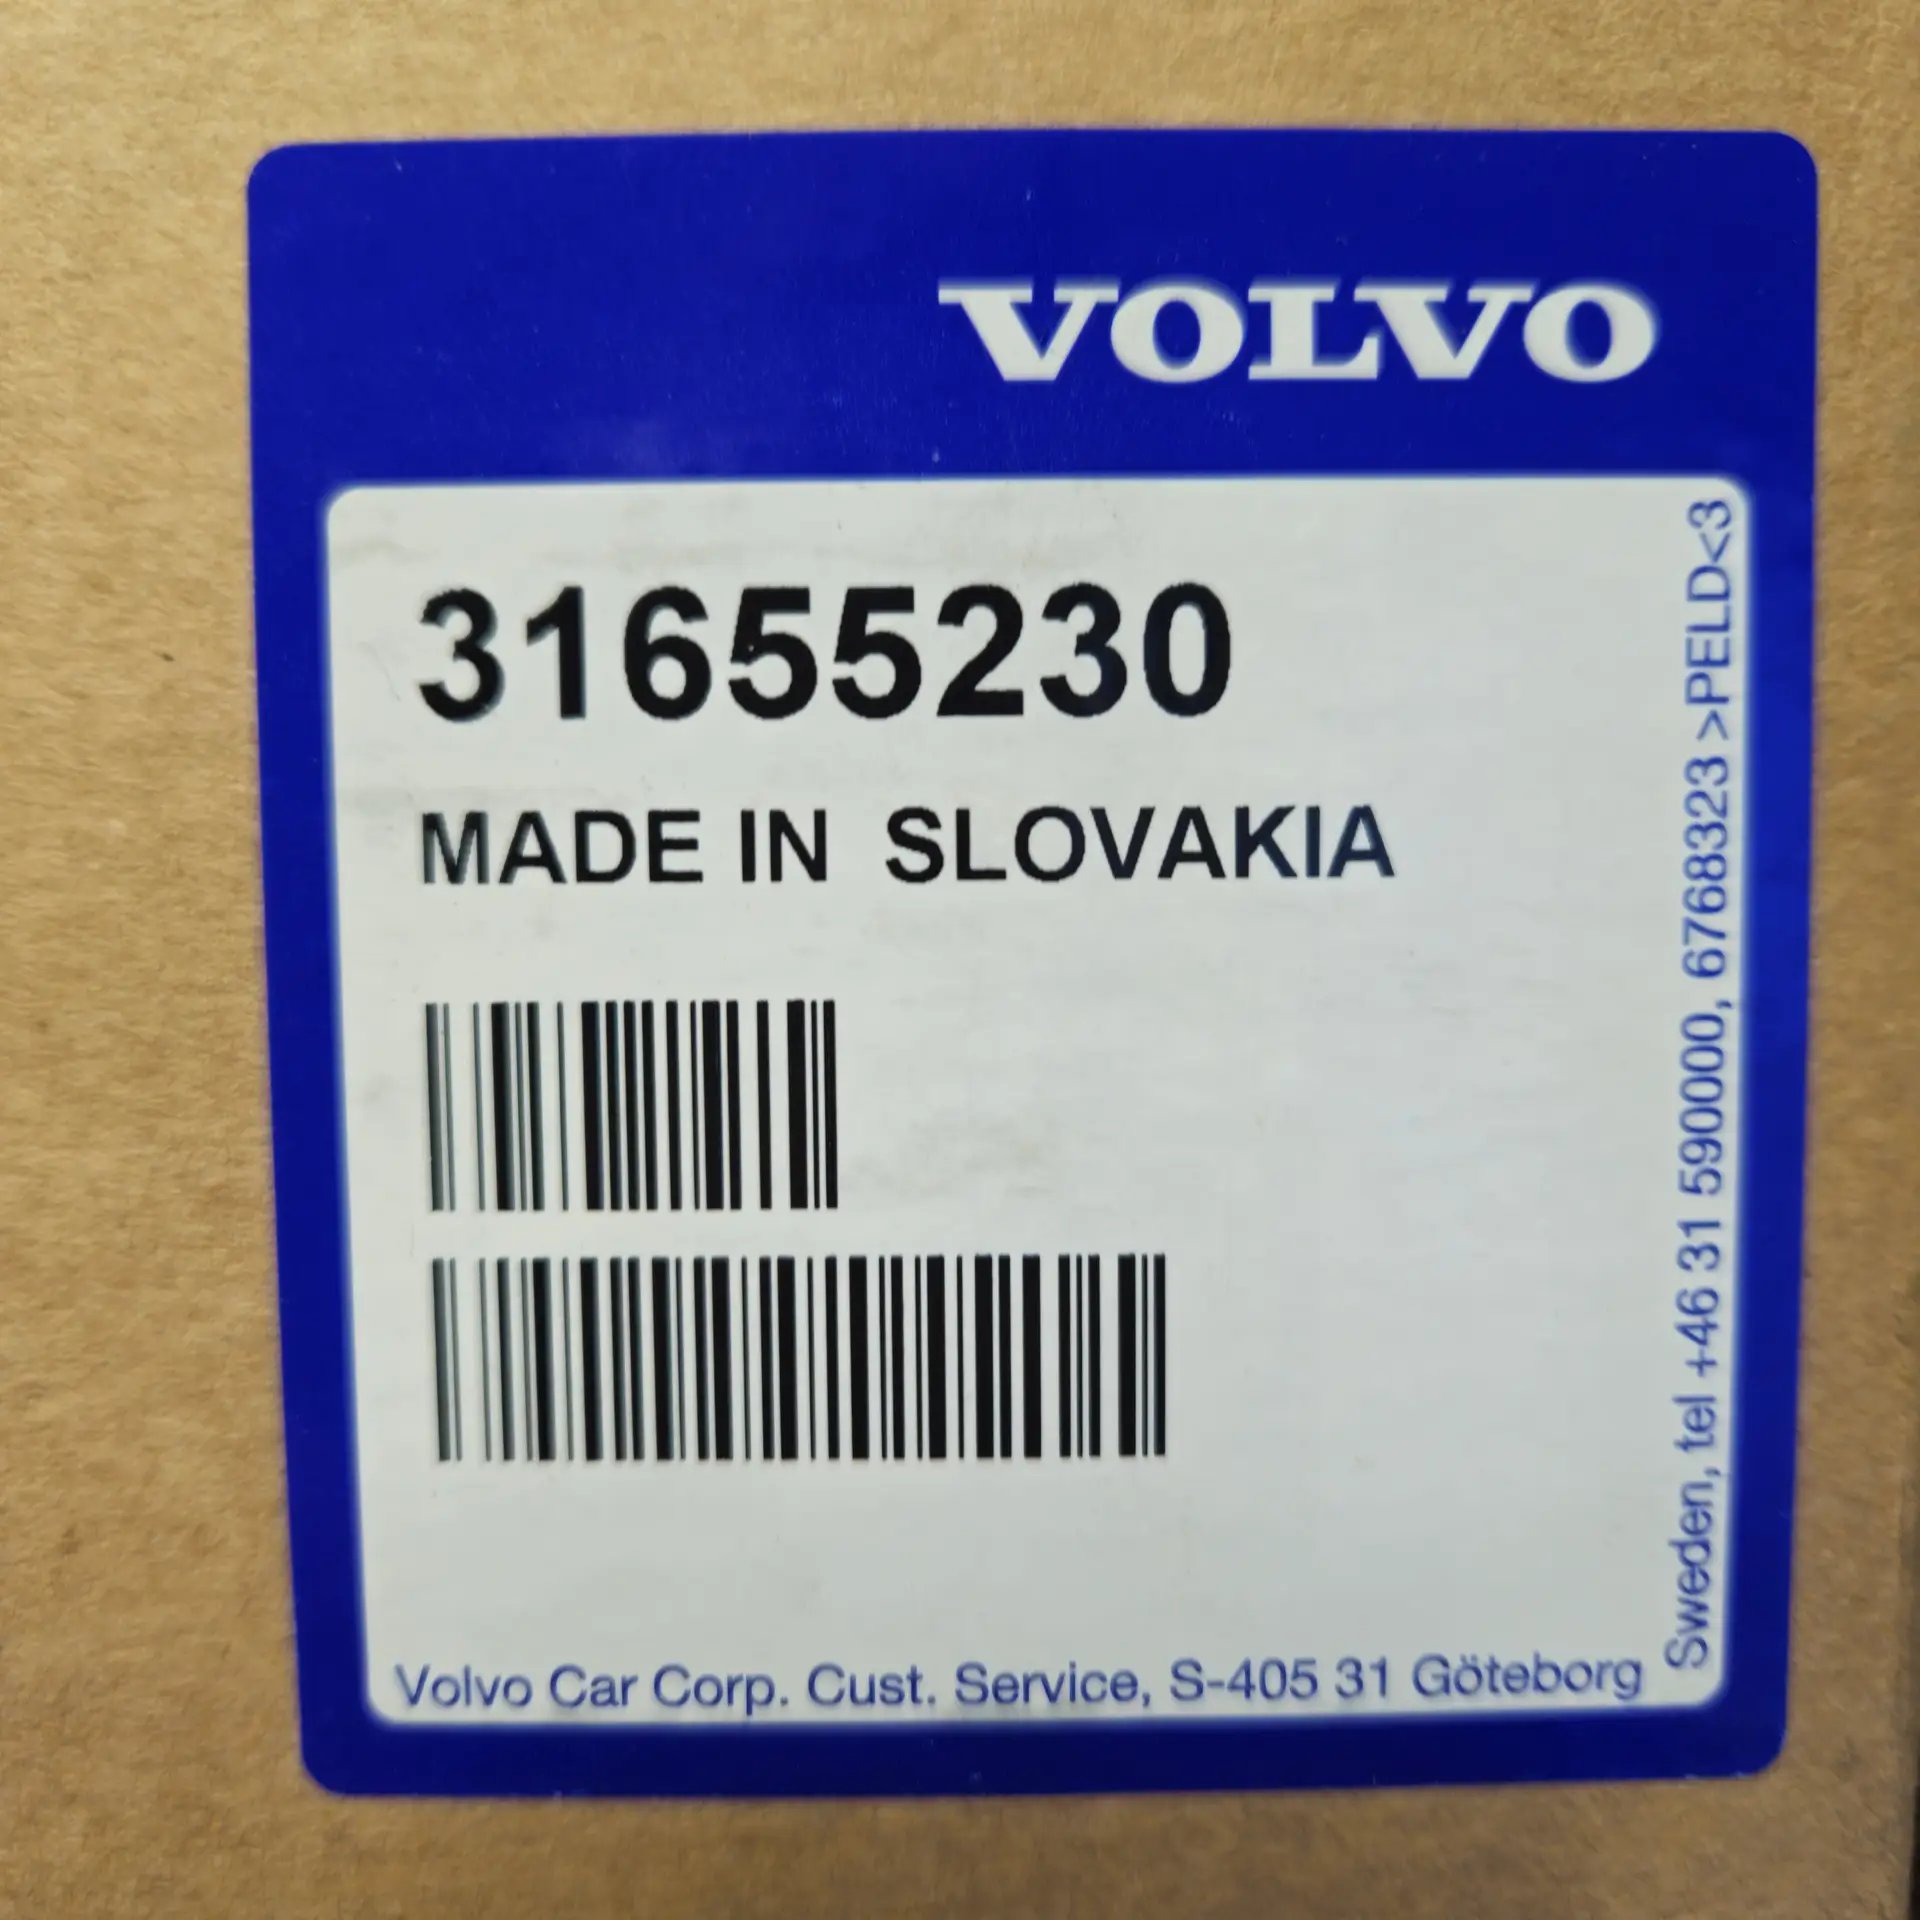 VOLVO
31655230
MADE IN SLOVAKIA
Volvo Car Corp. Cust. Service, S-405 31 Göteborg
Sweden, tel +46 31 590000, 6768323 >PELD<3